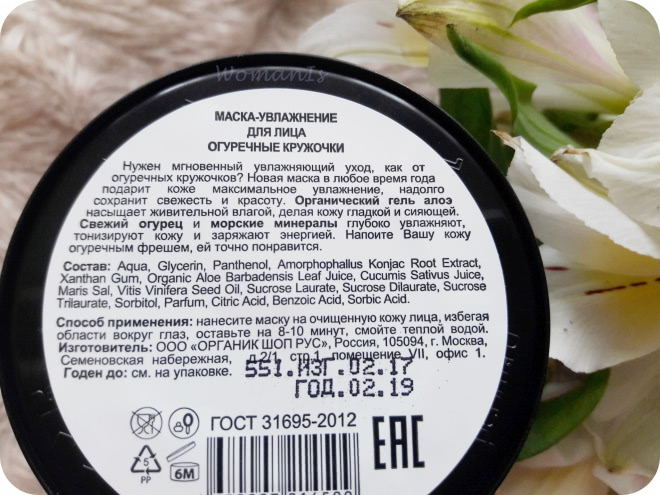 WomanIs
МАСКА-УВЛАЖНЕНИЕ
ДЛЯ ЛИЦА
ОГУРЕЧНЫЕ КРУЖОЧКИ
Нужен мгновенный увлажняющий уход, как от
огуречных кружочков? Новая маска в любое время года
подарит коже максимальное увлажнение, надолго
сохранит свежесть и красоту. Органический гель алоэ
насыщает живительной влагой, делая кожу гладкой и сияющей.
Свежий огурец и морские минералы глубоко увлажняют,
тонизируют кожу и заряжают энергией. Напоите Вашу кожу
огуречным фрешем, ей точно понравится.
Состав: Aqua, Glycerin, Panthenol, Amorphophallus Konjac Root Extract,
Xanthan Gum, Organic Aloe Barbadensis Leaf Juice, Cucumis Sativus Juice,
Maris Sal, Vitis Vinifera Seed Oil, Sucrose Laurate, Sucrose Dilaurate, Sucrose
Trilaurate, Sorbitol, Parfum, Citric Acid, Benzoic Acid, Sorbic Acid.
Способ применения: нанесите маску на очищенную кожу лица, избегая
области вокруг глаз, оставьте на 8-10 минут, смойте теплой водой.
Изготовитель: ООО «ОРГАНИК ШОП РУС», Россия, 105094, г. Москва,
Семеновская набережная, д.2/1, стр.1, помещение VII, офис 1.
Годен до: см. на упаковке.
551.ИЗГ.02.17
ГОД.02.19
ГОСТ 31695-2012
EAC
5
PP
6M